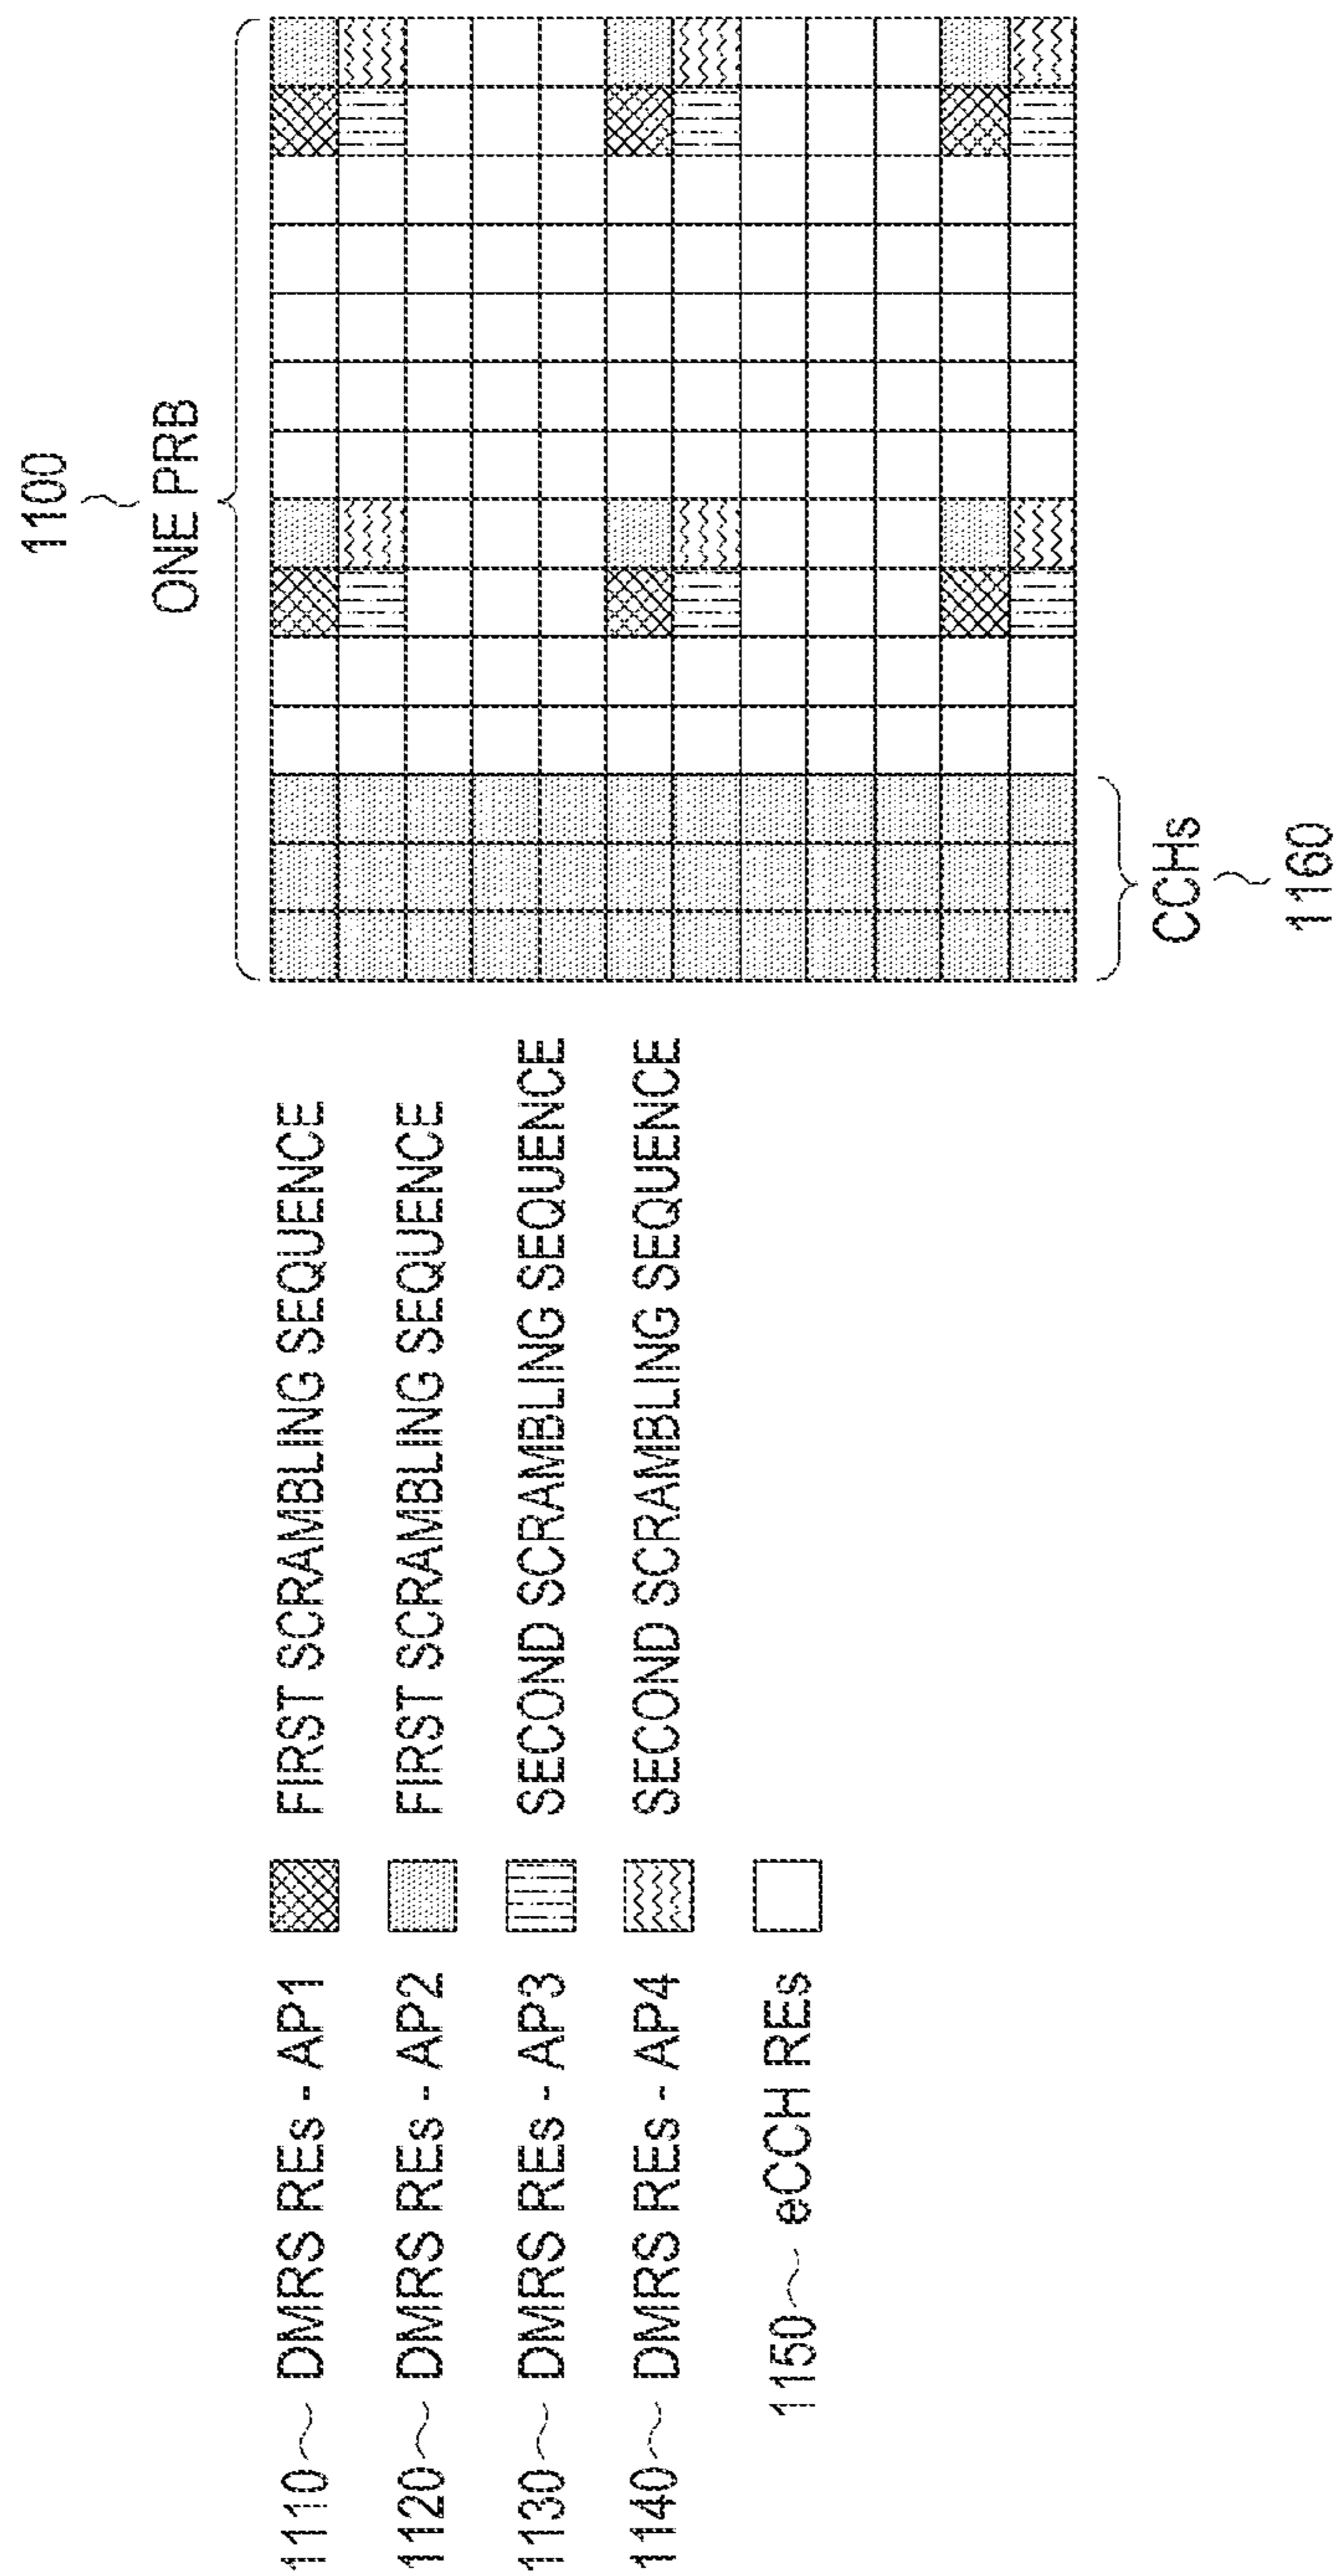 1100
ONE PRB
CCHs
1160
1110 DMRS REs - AP1 FIRST SCRAMBLING SEQUENCE
1120 DMRS REs - AP2 FIRST SCRAMBLING SEQUENCE
1130 DMRS REs - AP3 SECOND SCRAMBLING SEQUENCE
1140 DMRS REs - AP4 SECOND SCRAMBLING SEQUENCE
1150 eCCH REs